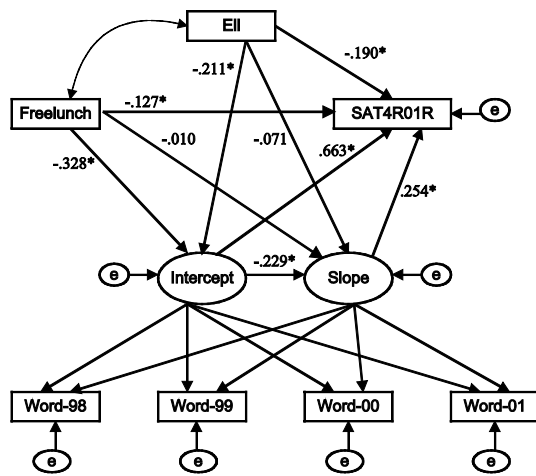 Ell
-.190*
-.211*
Freelunch
-.127*
SAT4R01R
e
-.010
-.071
.663*
-.328*
.254*
e
Intercept
-.229*
Slope
e
Word-98
Word-99
Word-00
Word-01
e
e
e
e